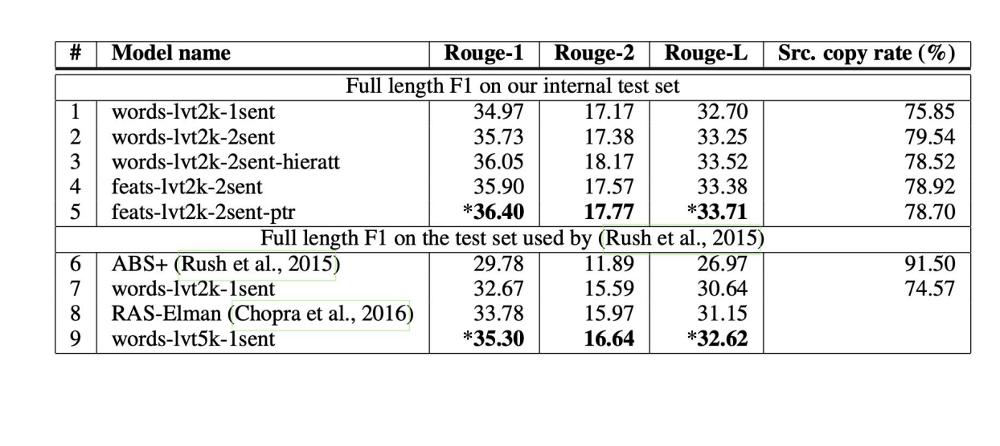 # Model name Rouge-1 Rouge-2 Rouge-L Src. copy rate (%)
Full length F1 on our internal test set
1 words-lvt2k-1sent 34.97 17.17 32.70 75.85
2 words-lvt2k-2sent 35.73 17.38 33.25 79.54
3 words-lvt2k-2sent-hieratt 36.05 18.17 33.52 78.52
4 feats-lvt2k-2sent 35.90 17.57 33.38 78.92
5 feats-lvt2k-2sent-ptr *36.40 17.77 *33.71 78.70
Full length F1 on the test set used by (Rush et al., 2015)
6 ABS+ (Rush et al., 2015) 29.78 11.89 26.97 91.50
7 words-lvt2k-1sent 32.67 15.59 30.64 74.57
8 RAS-Elman (Chopra et al., 2016) 33.78 15.97 31.15
9 words-lvt5k-1sent *35.30 16.64 *32.62